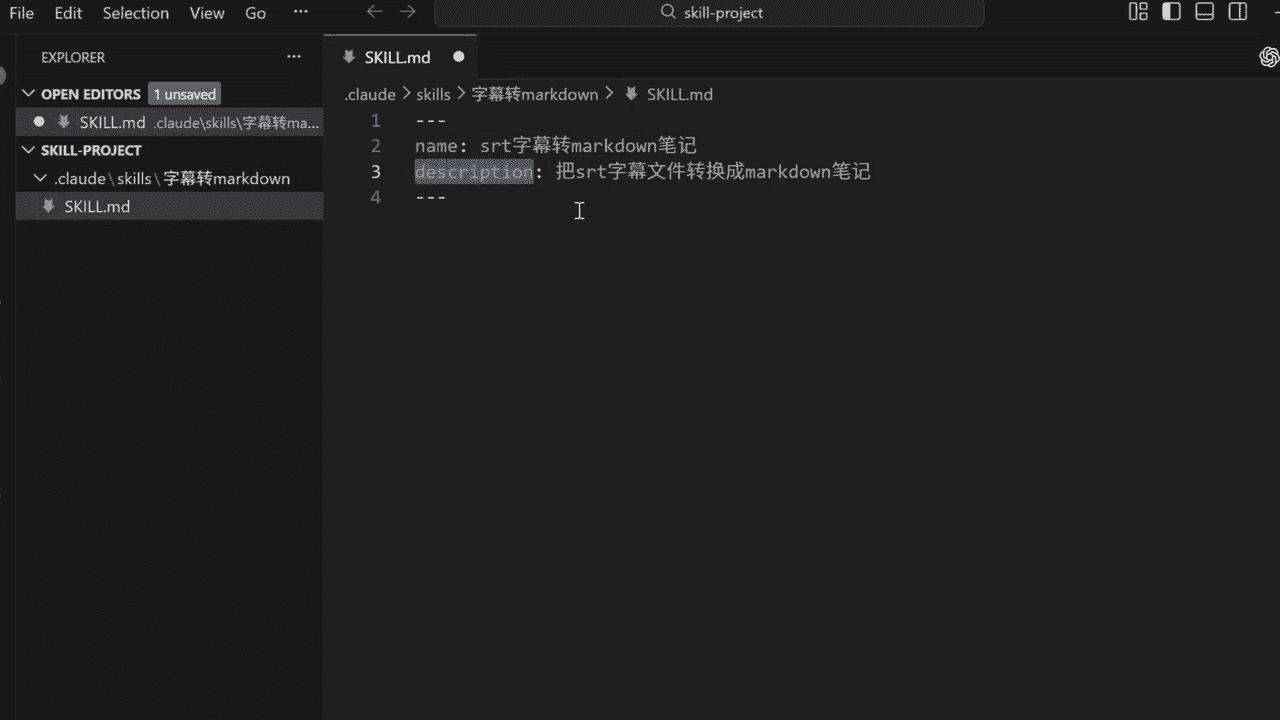 File Edit Selection View Go ···
skill-project
EXPLORER ···
SKILL.md
OPEN EDITORS 1 unsaved
.claude > skills > 字幕转markdown > SKILL.md
SKILL.md .claude\skills\字幕转ma...
SKILL-PROJECT
.claude\skills\字幕转markdown
SKILL.md
1 ---
2 name: srt字幕转markdown笔记
3 description: 把srt字幕文件转换成markdown笔记
4 ---